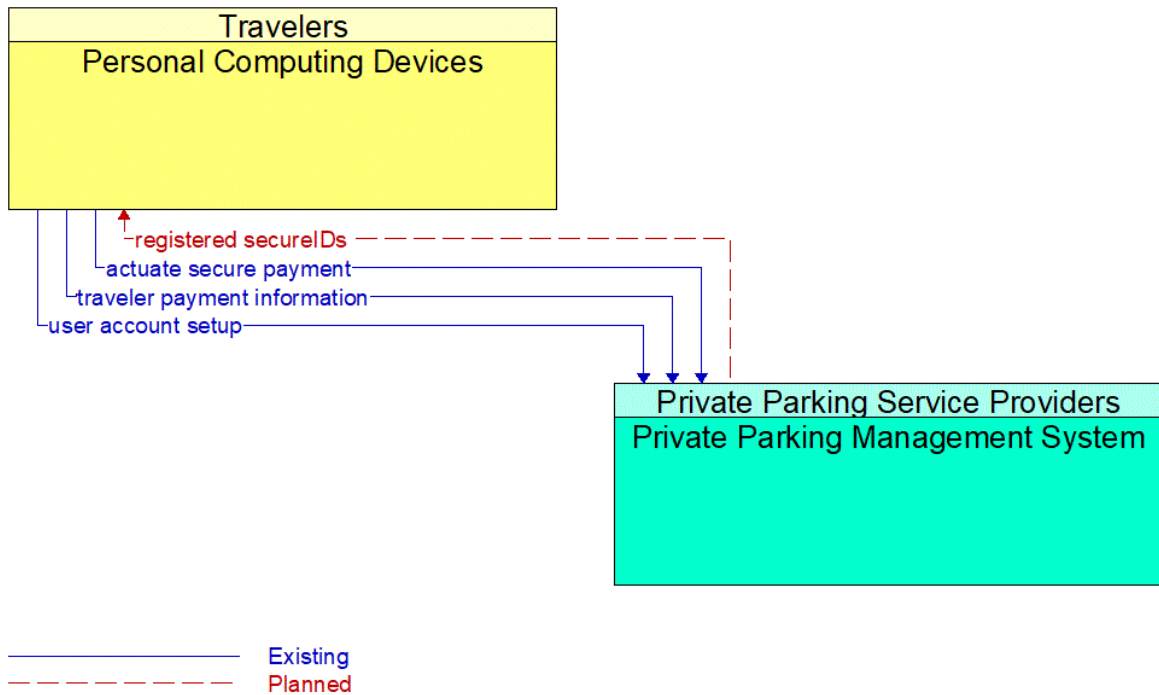 Travelers
Personal Computing Devices
registered secureIDs
actuate secure payment
traveler payment information
user account setup
Private Parking Service Providers
Private Parking Management System
Existing
Planned